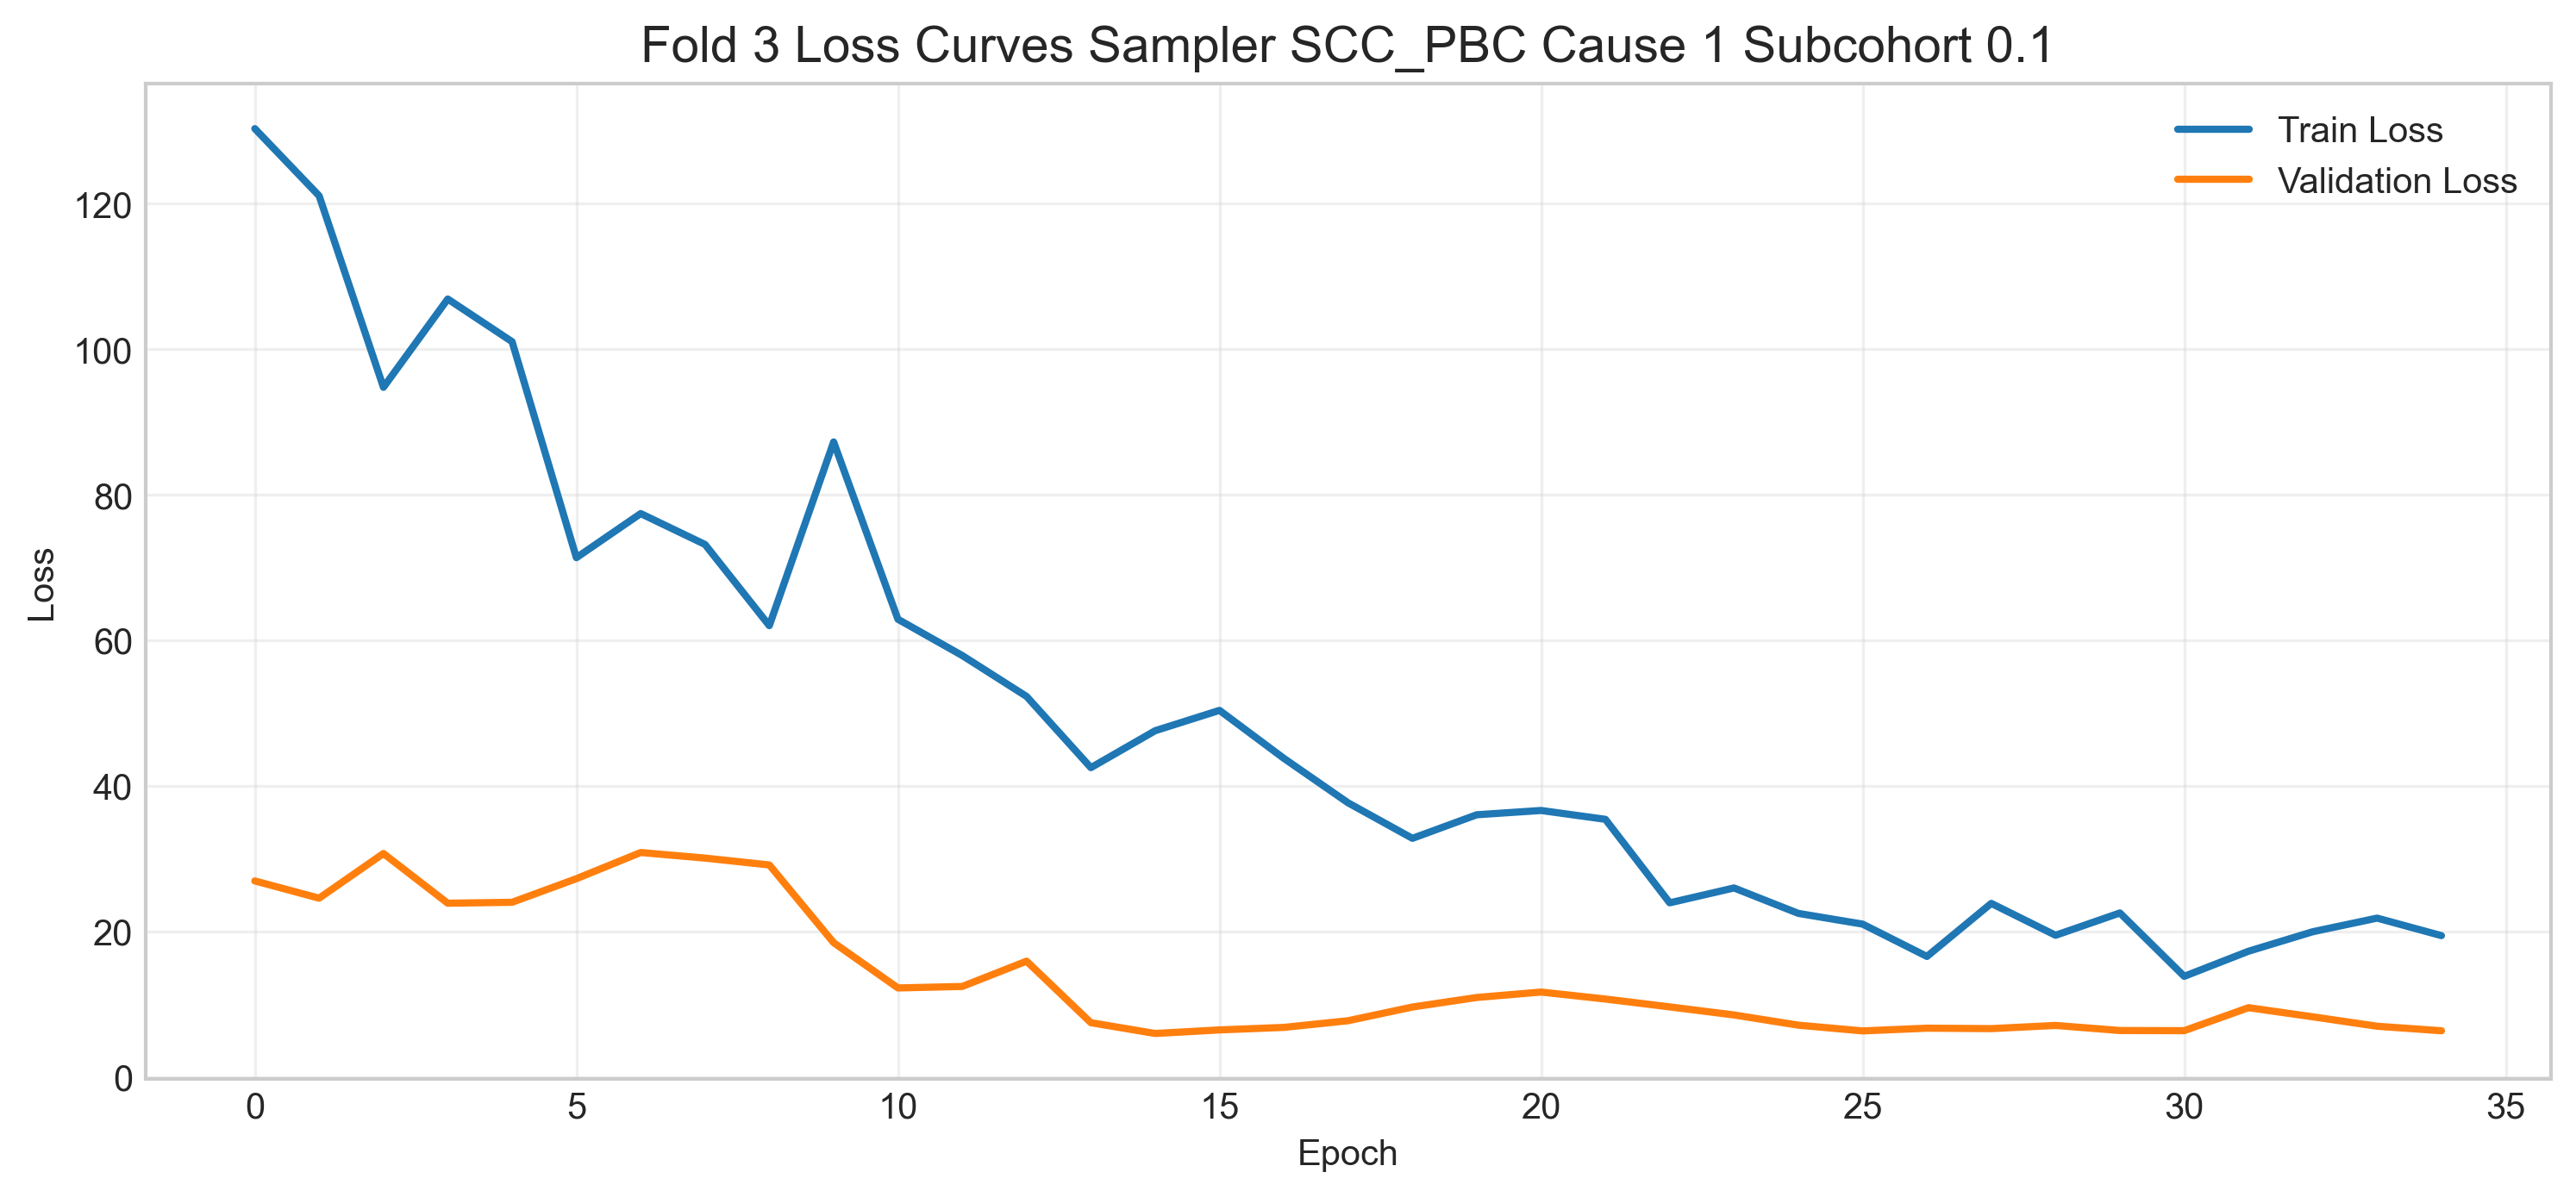 Fold 3 Loss Curves Sampler SCC_PBC Cause 1 Subcohort 0.1
Train Loss
Validation Loss
Loss
120
100
80
60
40
20
0
0 5 10 15 20 25 30 35
Epoch